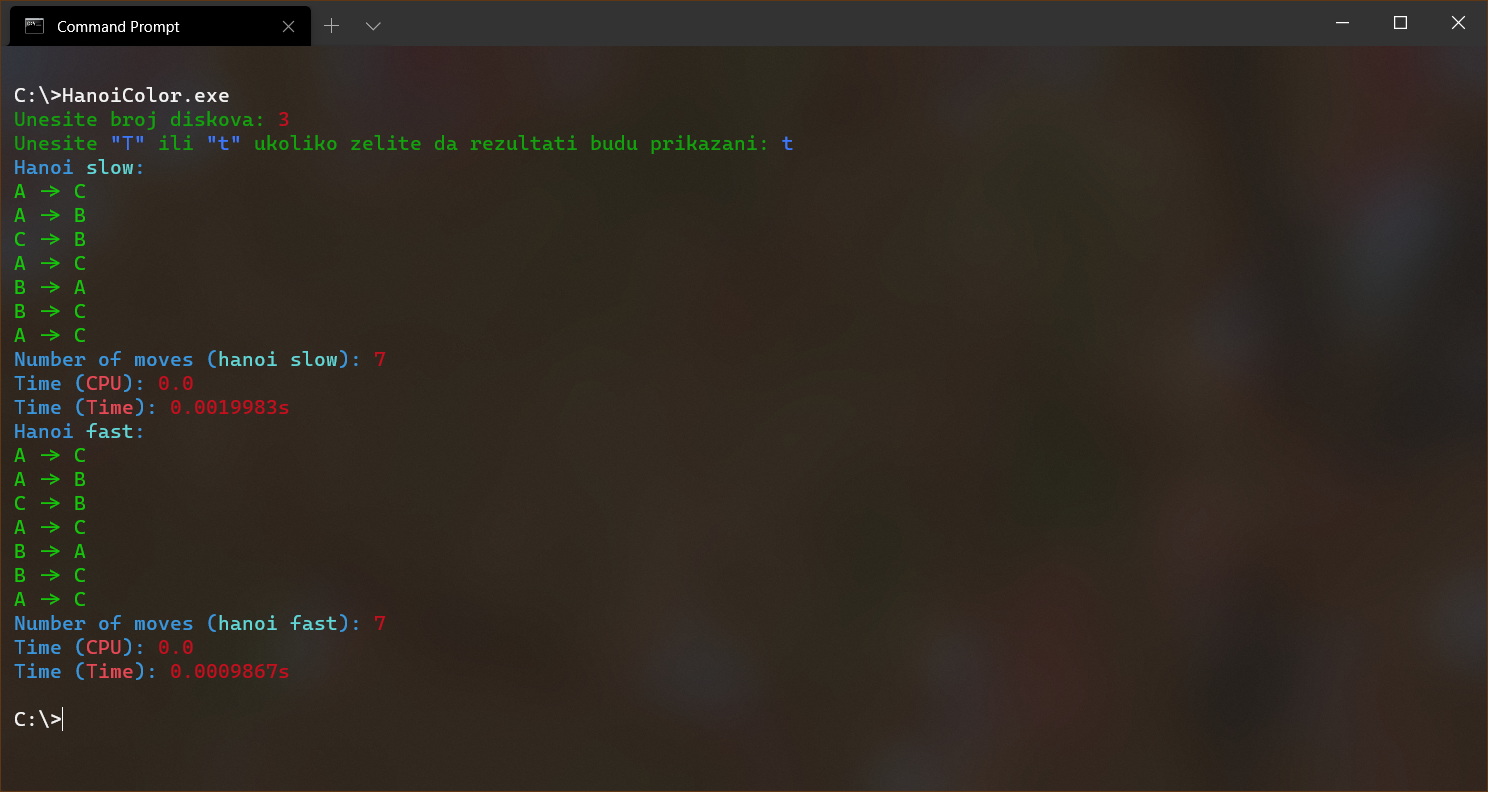 Command Prompt
C:\>HanoiColor.exe
Unesite broj diskova: 3
Unesite "T" ili "t" ukoliko zelite da rezultati budu prikazani: t
Hanoi slow:
A -> C
A -> B
C -> B
A -> C
B -> A
B -> C
A -> C
Number of moves (hanoi slow): 7
Time (CPU): 0.0
Time (Time): 0.0019983s
Hanoi fast:
A -> C
A -> B
C -> B
A -> C
B -> A
B -> C
A -> C
Number of moves (hanoi fast): 7
Time (CPU): 0.0
Time (Time): 0.0009867s
C:\>